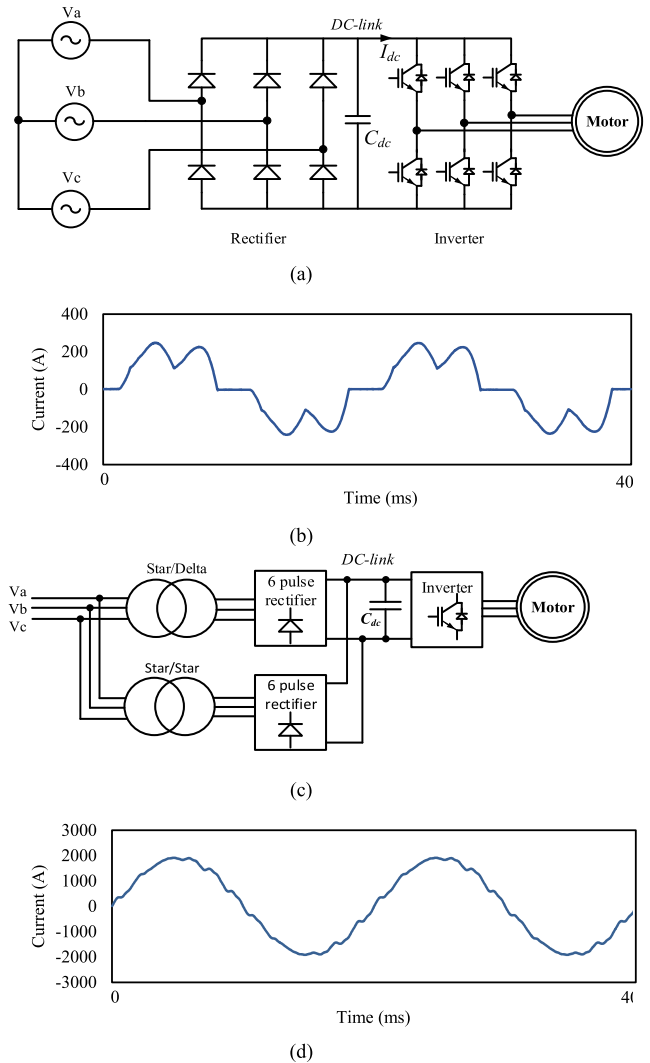 Va
Vb
Vc
DC-link
Idc
Cdc
Motor
Rectifier
Inverter
(a)
400
200
0
-200
-400
Current (A)
0
40
Time (ms)
(b)
Va
Vb
Vc
Star/Delta
6 pulse
rectifier
DC-link
Cdc
Inverter
Motor
Star/Star
6 pulse
rectifier
(c)
3000
2000
1000
0
-1000
-2000
-3000
Current (A)
0
Time (ms)
(d)